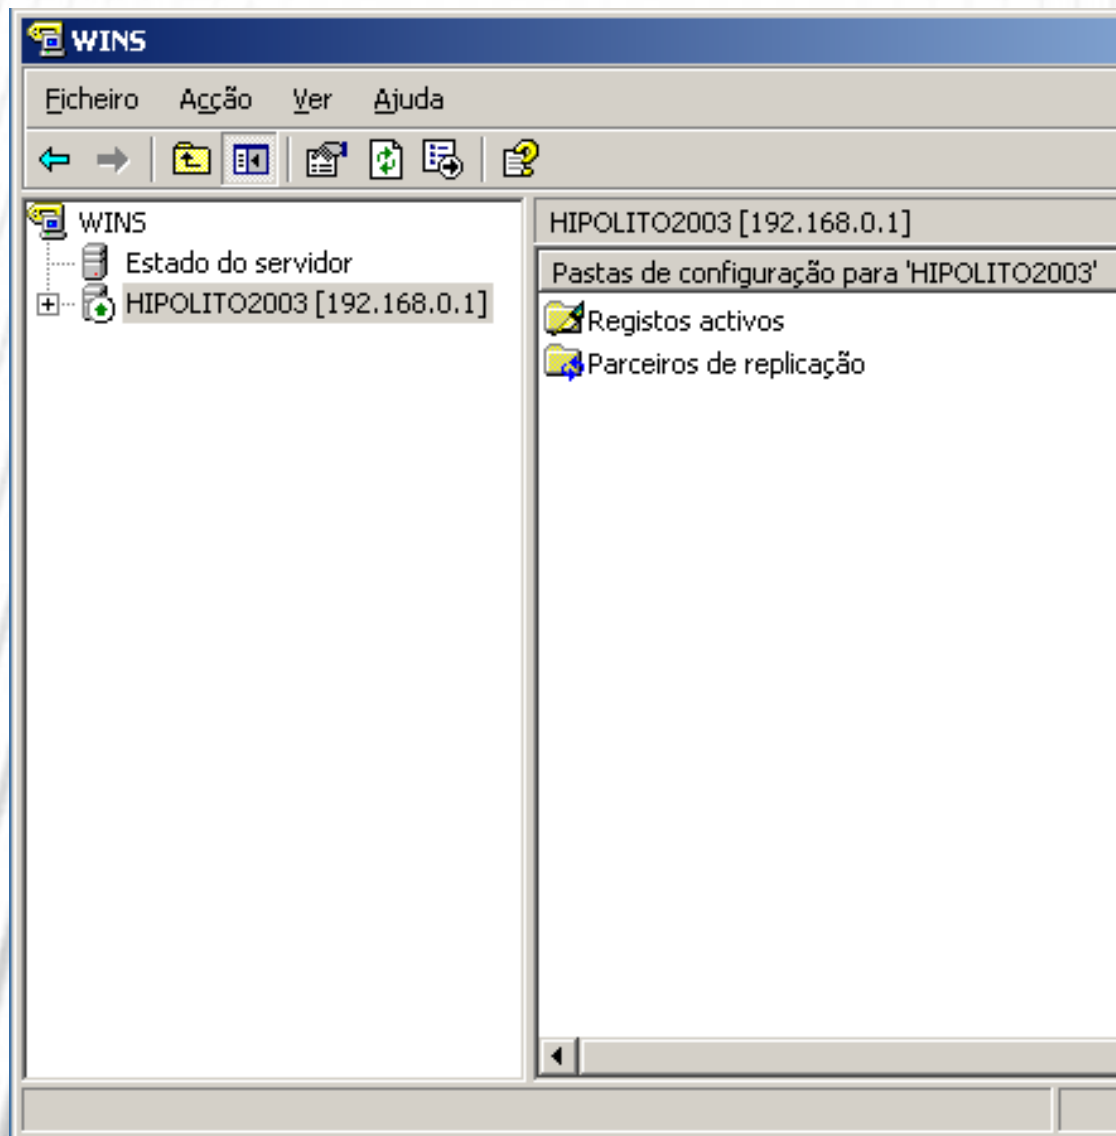 WINS
Ficheiro Acção Ver Ajuda
WINS
Estado do servidor
HIPOLITO2003 [192.168.0.1]
HIPOLITO2003 [192.168.0.1]
Pastas de configuração para 'HIPOLITO2003'
Registos activos
Parceiros de replicação